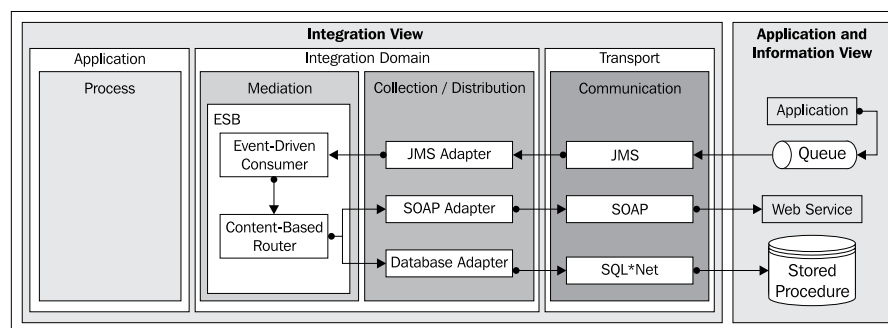 Integration View
Application and
Information View
Application
Integration Domain
Transport
Process
Mediation
Collection / Distribution
Communication
ESB
Event-Driven
Consumer
JMS Adapter
JMS
Application
Queue
Content-Based
Router
SOAP Adapter
SOAP
Web Service
Database Adapter
SQL*Net
Stored
Procedure